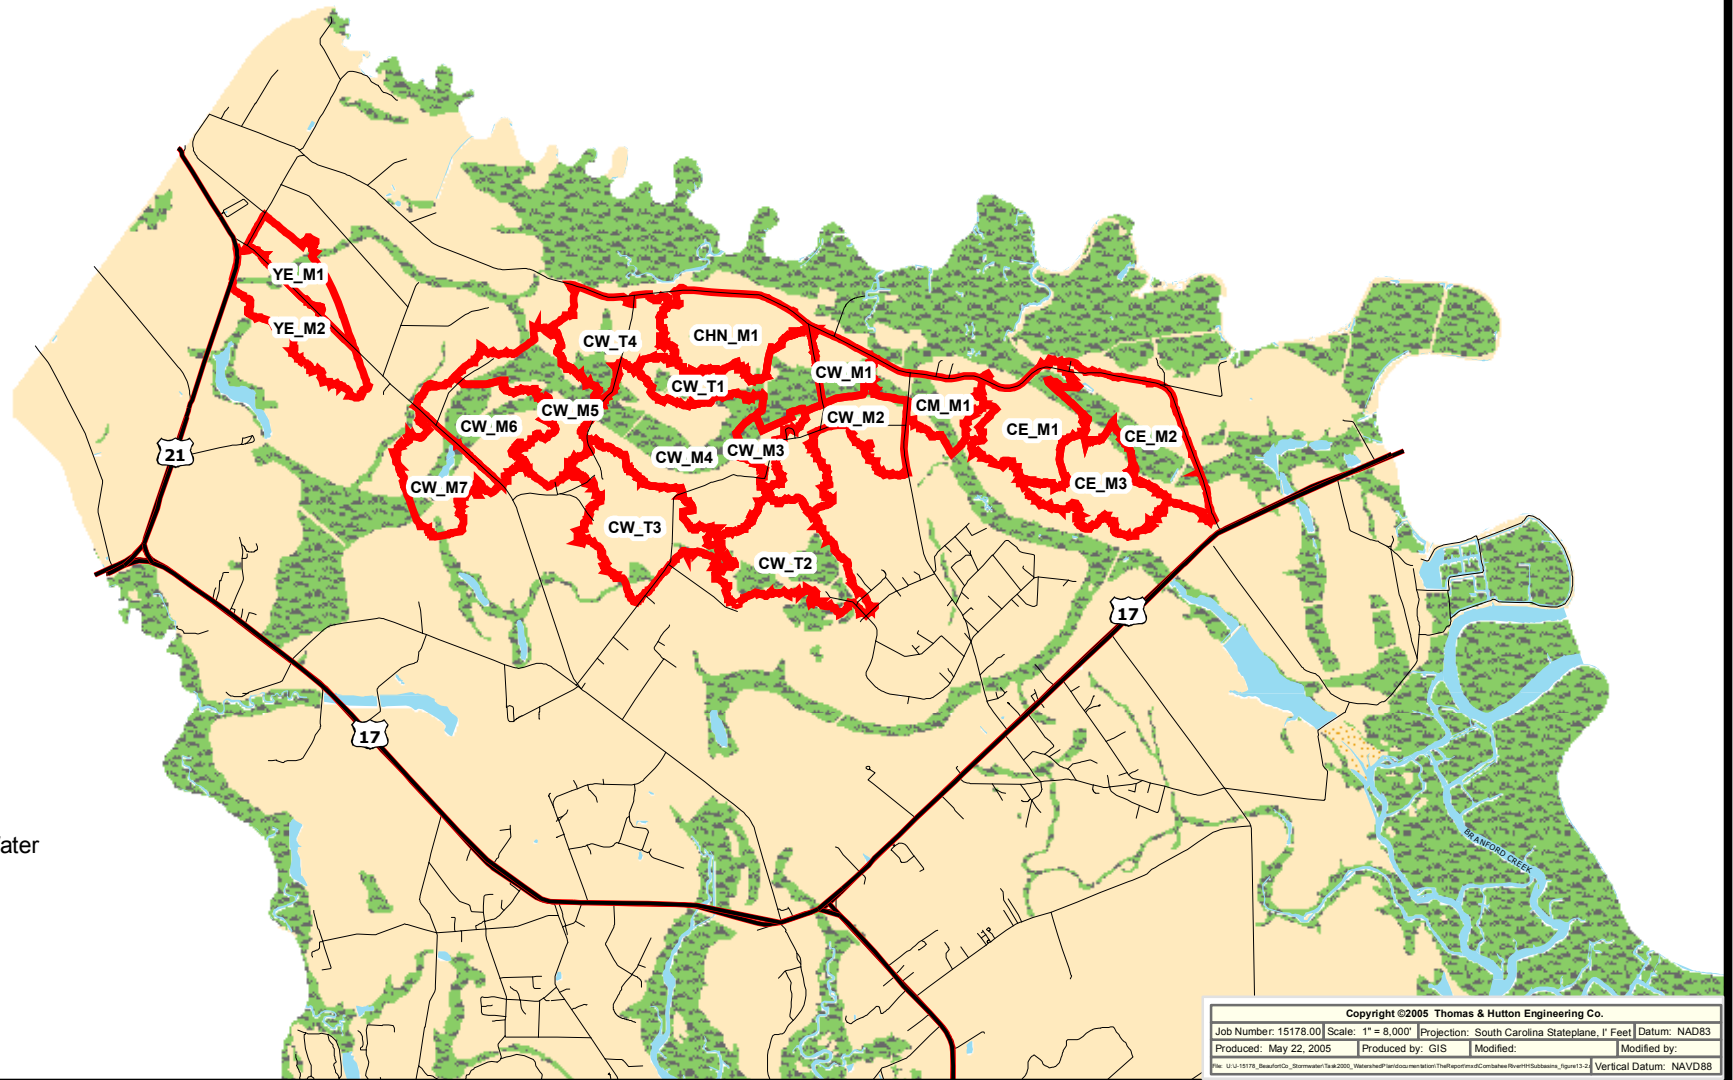 YE_M1
YE_M2
CW_T4
CHN_M1
CW_T1
CW_M1
CW_M5
CW_M6
CW_M2
CM_M1
CE_M1
CE_M2
CW_M4
CW_M3
CW_M7
CE_M3
CW_T3
CW_T2
21
17
17
ater
BRANFORD CREEK
Copyright ©2005 Thomas & Hutton Engineering Co.
Job Number: 15178.00 Scale: 1" = 8,000' Projection: South Carolina Stateplane, I' Feet Datum: NAD83
Produced: May 22, 2005 Produced by: GIS Modified: Modified by:
File: Vertical Datum: NAVD88